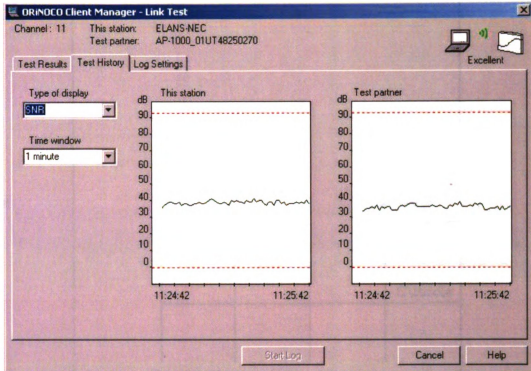 ORiNOCO Client Manager - Link Test
Channel: 11 This station: ELANS-NEC
Test partner: AP-1000_01UT48250270
Excellent
Test Results Test History Log Settings
Type of display
SNR
Time window
1 minute
This station
dB
90
80
70
60
50
40
30
20
10
0
11:24:42 11:25:42
Test partner
dB
90
80
70
60
50
40
30
20
10
0
11:24:42 11:25:42
Start Log Cancel Help